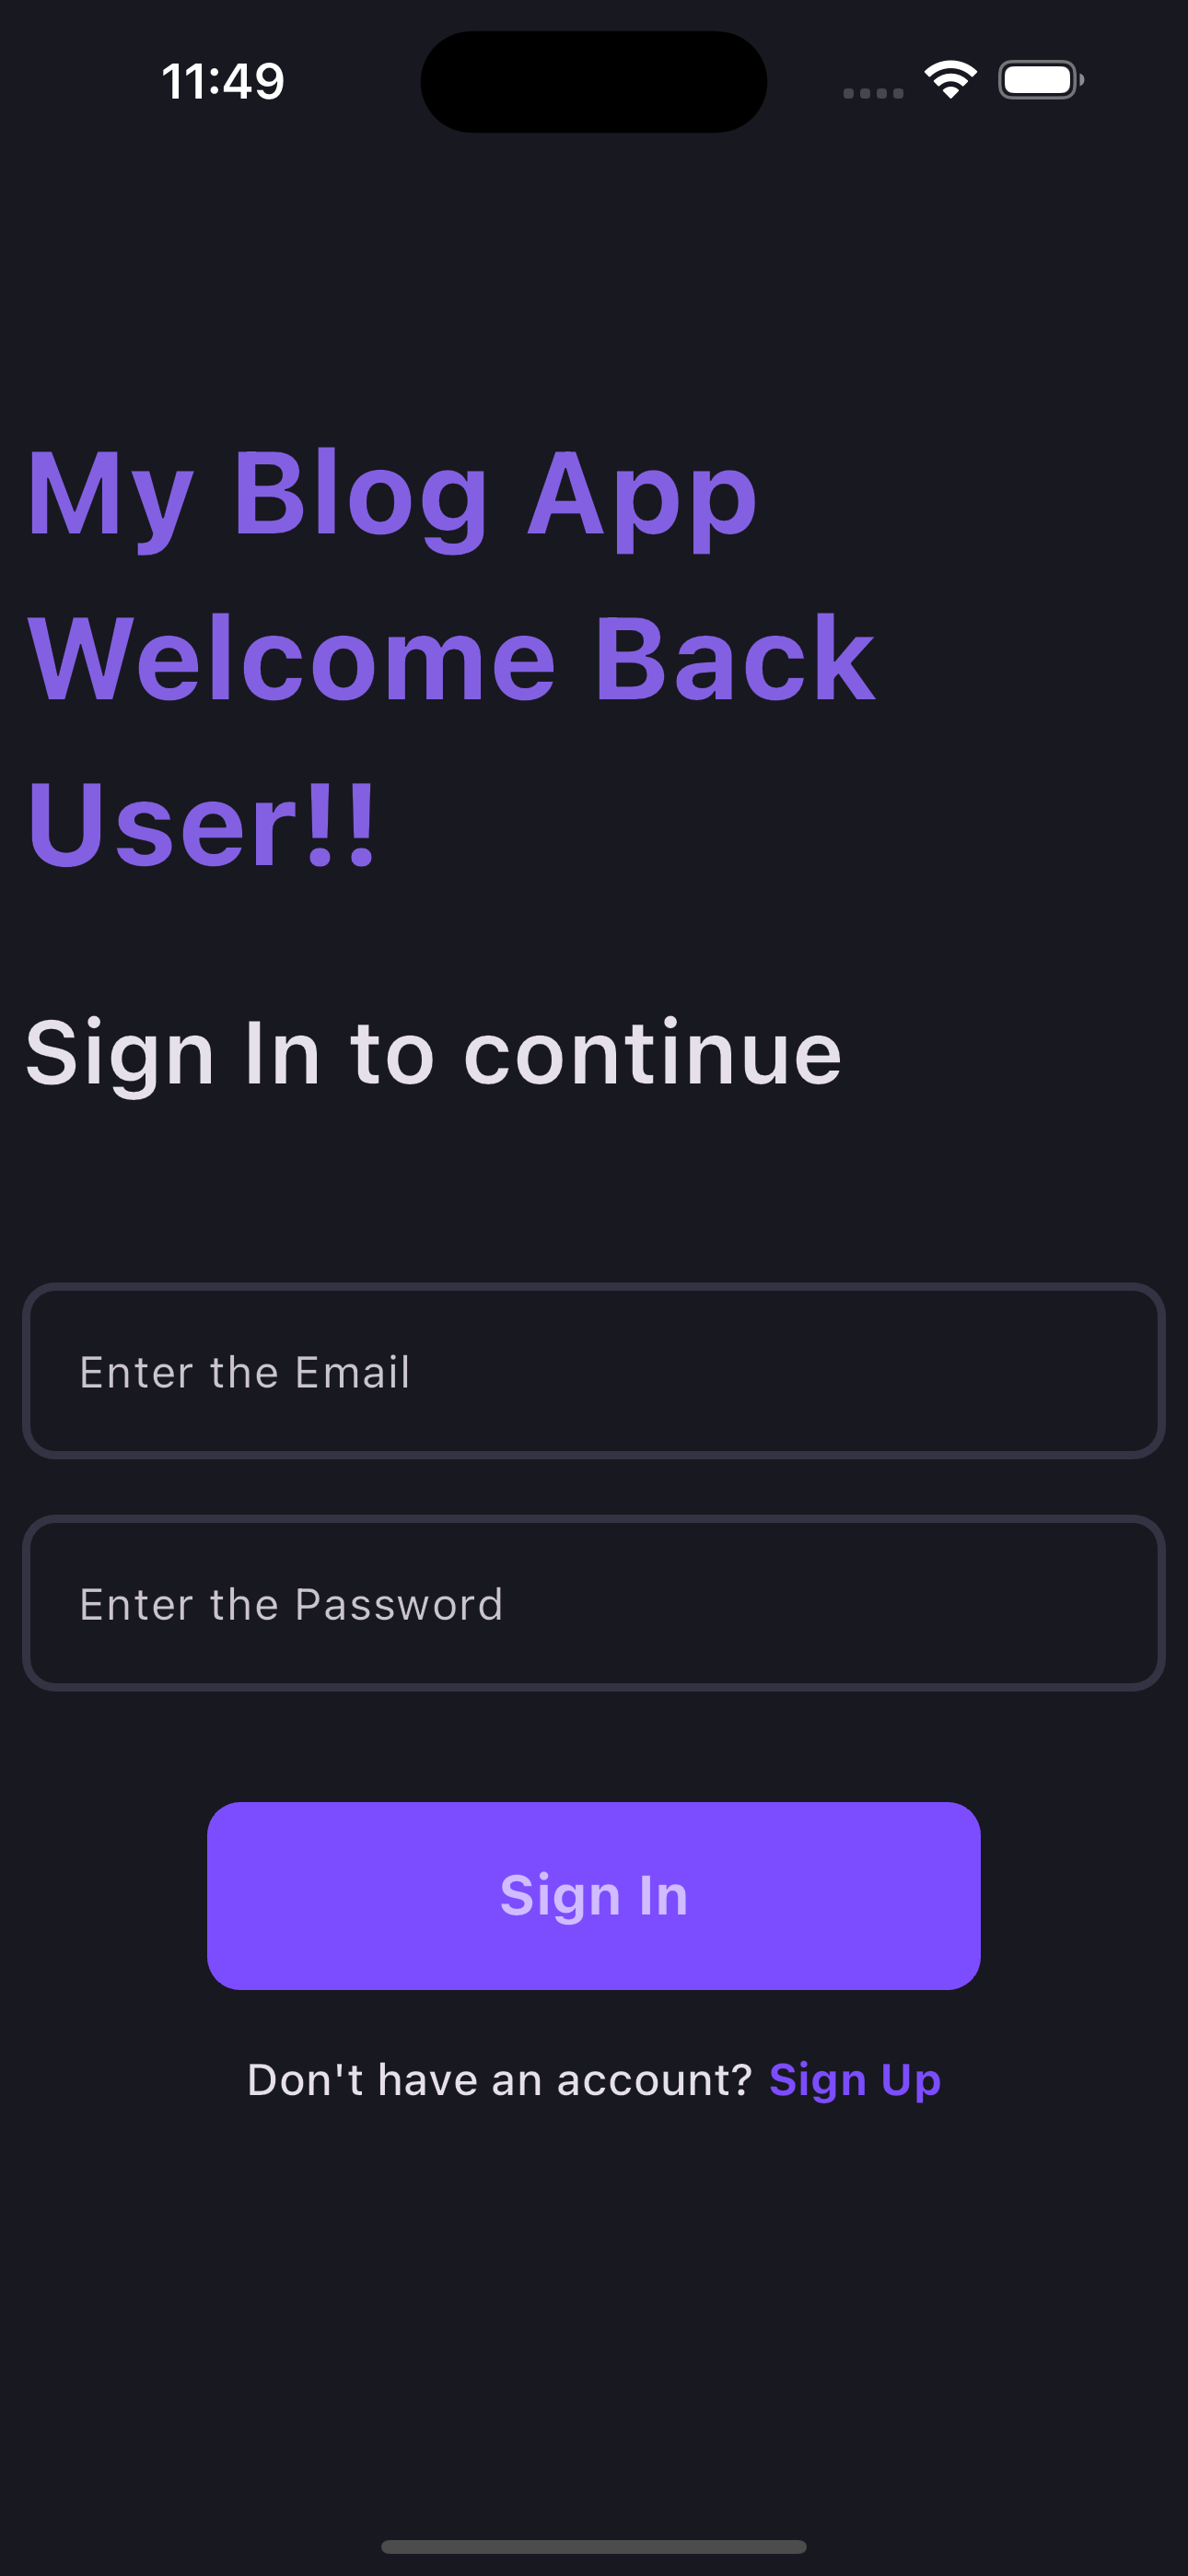 11:49
My Blog App
Welcome Back
User!!
Sign In to continue
Enter the Email
Enter the Password
Sign In
Don't have an account? Sign Up